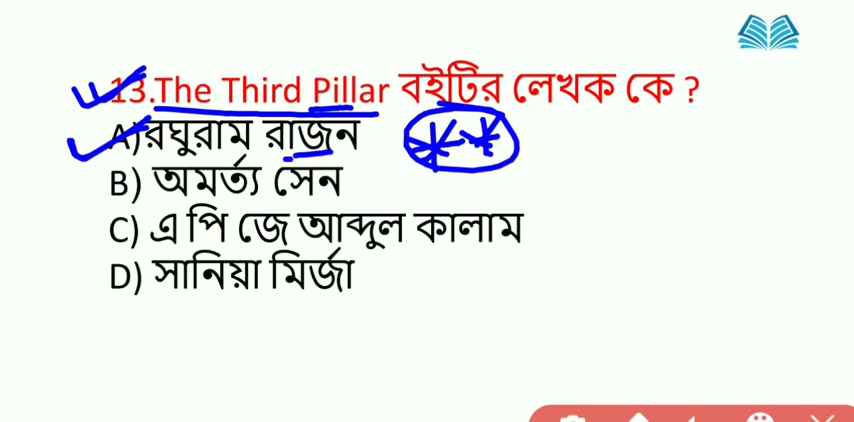 13.The Third Pillar বইটির লেখক কে ?
A)রঘুরাম রাজন
B) অমর্ত্য সেন
C) এ পি জে আব্দুল কালাম
D) সানিয়া মির্জা